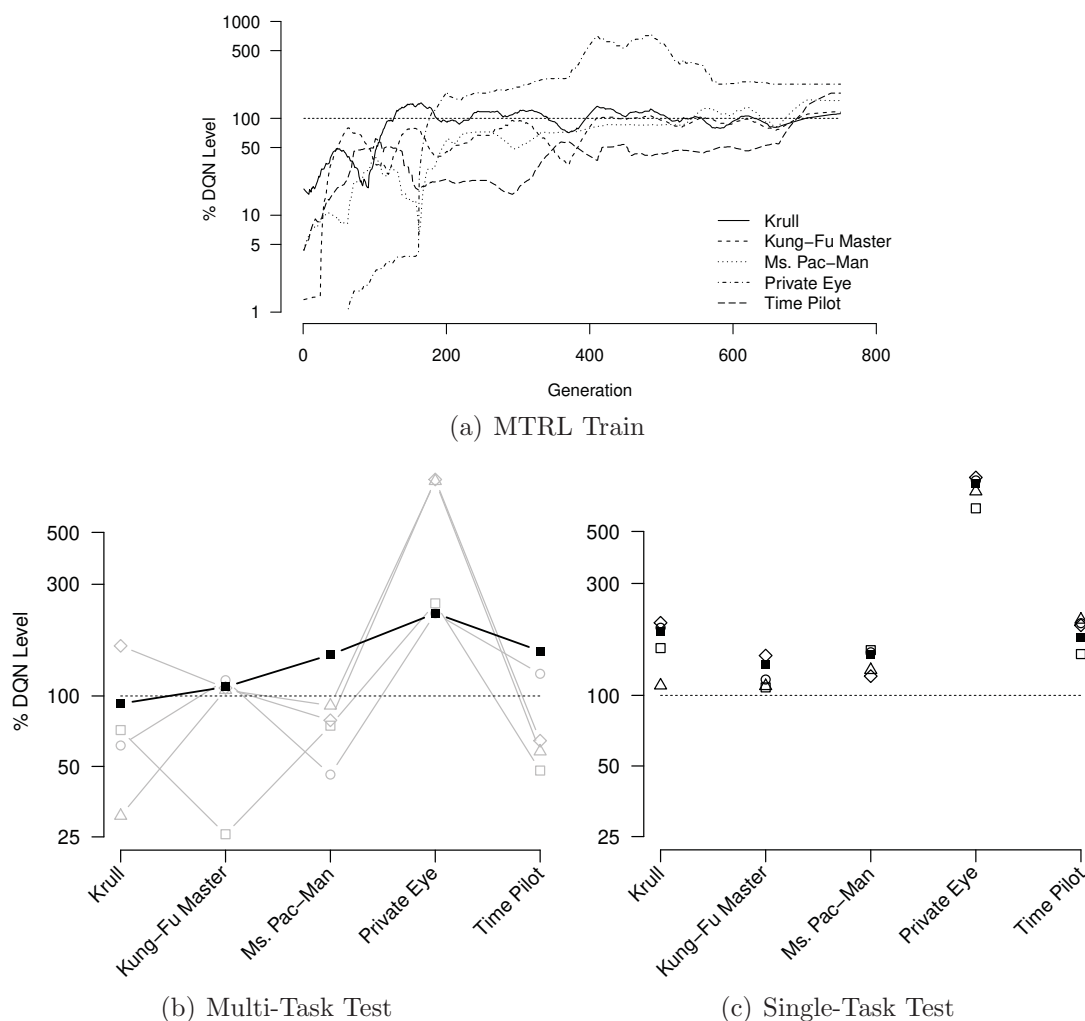 1000
500
100
50
10
5
1
% DQN Level
Krull
Kung−Fu Master
Ms. Pac−Man
Private Eye
Time Pilot
0
200
400
600
800
Generation
(a) MTRL Train
500
300
100
50
25
% DQN Level
Krull
Kung−Fu Master
Ms. Pac−Man
Private Eye
Time Pilot
(b) Multi-Task Test
500
300
100
50
25
Krull
Kung−Fu Master
Ms. Pac−Man
Private Eye
Time Pilot
(c) Single-Task Test